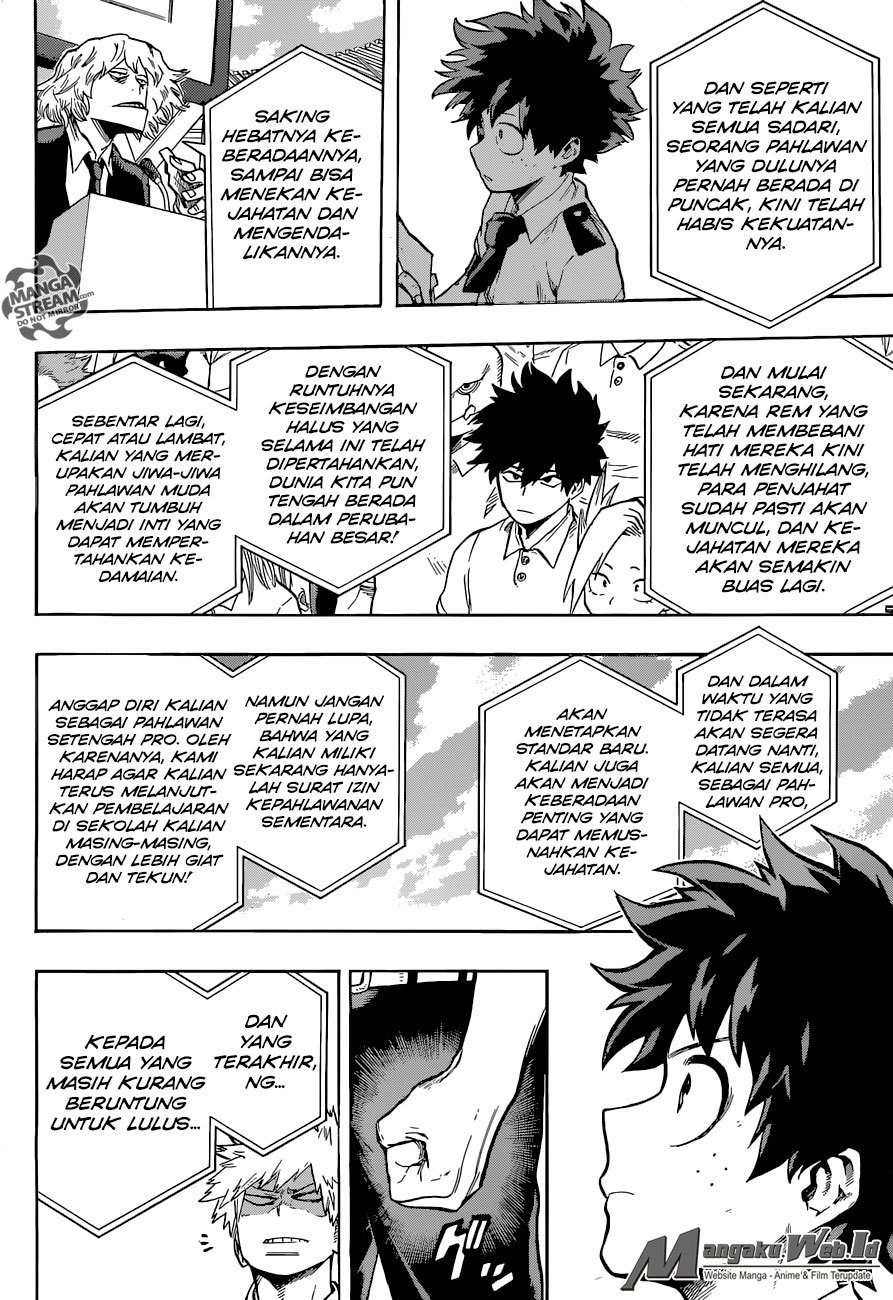 DAN SEPERTI
YANG TELAH KALIAN
SEMUA SADARI,
SEORANG PAHLAWAN
YANG DULUNYA
PERNAH BERADA DI
PUNCAK, KINI TELAH
HABIS KEKUATAN-
NYA.
SAKING
HEBATNYA KE-
BERADAANNYA,
SAMPAI BISA
MENEKAN KE-
JAHATAN DAN
MENGENDA-
LIKANNYA.
MANGA
STREAM.com
DO NOT MIRROR
DAN MULAI
SEKARANG,
KARENA REM YANG
TELAH MEMBEBANI
HATI MEREKA KINI
TELAH MENGHILANG,
PARA PENJAHAT
SUDAH PASTI AKAN
MUNCUL, DAN KE-
JAHATAN MEREKA
AKAN SEMAKIN
BUAS LAGI.
DENGAN
RUNTUHNYA
KESEIMBANGAN
HALUS YANG
SELAMA INI TELAH
DIPERTAHANKAN,
DUNIA KITA PUN
TENGAH BERADA
DALAM PERUBA-
HAN BESAR!
SEBENTAR LAGI,
CEPAT ATAU LAMBAT,
KALIAN YANG MER-
UPAKAN JIWA-JIWA
PAHLAWAN MUDA
AKAN TUMBUH
MENJADI INTI YANG
DAPAT MEMPER-
TAHANKAN KE-
DAMAIAN.
DAN DALAM
WAKTU YANG
TIDAK TERASA
AKAN SEGERA
DATANG NANTI,
KALIAN SEMUA,
SEBAGAI PAH-
LAWAN PRO,
AKAN
MENETAPKAN
STANDAR BARU.
KALIAN JUGA
AKAN MENJADI
KEBERADAAN
PENTING YANG
DAPAT MEMUS-
NAHKAN KE-
JAHATAN.
NAMUN JANGAN
PERNAH LUPA,
BAHWA YANG
KALIAN MILIKI
SEKARANG HANYA-
LAH SURAT IZIN
KEPAHLAWANAN
SEMENTARA.
ANGGAP DIRI KALIAN
SEBAGAI PAHLAWAN
SETENGAH PRO. OLEH
KARENANYA, KAMI
HARAP AGAR KALIAN
TERUS MELANJUT-
KAN PEMBELAJARAN
DI SEKOLAH KALIAN
MASING-MASING,
DENGAN LEBIH GIAT
DAN TEKUN!
DAN
YANG
TERAKHIR,
NG...
KEPADA
SEMUA YANG
MASIH KURANG
BERUNTUNG
UNTUK LULUS...
グッ
Mangaku.Web.Id
Website Manga - Anime & Film Terupdate